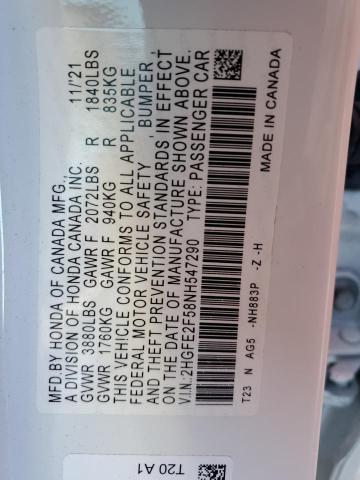 MFD.BY HONDA OF CANADA MFG., 11/'21
A DIVISION OF HONDA CANADA INC.
GVWR 3880LBS GAWR F 2072LBS R 1840LBS
GVWR 1760KG GAWR F 940KG R 835KG
THIS VEHICLE CONFORMS TO ALL APPLICABLE
FEDERAL MOTOR VEHICLE SAFETY , BUMPER ,
AND THEFT PREVENTION STANDARDS IN EFFECT
ON THE DATE OF MANUFACTURE SHOWN ABOVE.
V.I.N.:2HGFE2F58NH547290 TYPE: PASSENGER CAR
T23 N AG5 -NH883P -Z -H MADE IN CANADA
T20 A1